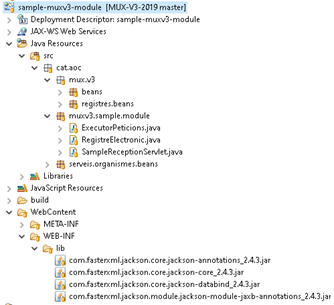 sample-muxv3-module [MUX-V3-2019 master]
Deployment Descriptor: sample-muxv3-module
JAX-WS Web Services
Java Resources
src
cat.aoc
mux.v3
beans
registres.beans
muxv3.sample.module
ExecutorPeticions.java
RegistreElectronic.java
SampleReceptionServlet.java
serveis.organismes.beans
Libraries
JavaScript Resources
build
WebContent
META-INF
WEB-INF
lib
com.fasterxml.jackson.core.jackson-annotations_2.4.3.jar
com.fasterxml.jackson.core.jackson-core_2.4.3.jar
com.fasterxml.jackson.core.jackson-databind_2.4.3.jar
com.fasterxml.jackson.module.jackson-module-jaxb-annotations_2.4.3.jar